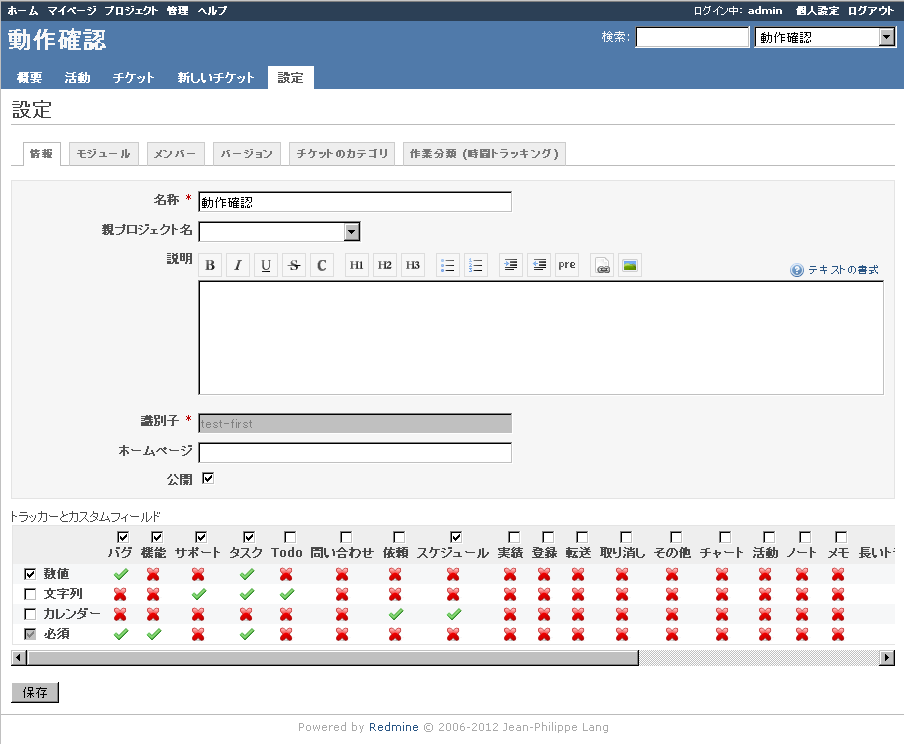 ホーム マイページ プロジェクト 管理 ヘルプ ログイン中: admin 個人設定 ログアウト
動作確認 検索: 動作確認
概要 活動 チケット 新しいチケット 設定
設定
情報 モジュール メンバー バージョン チケットのカテゴリ 作業分類 (時間トラッキング)
名称 * 動作確認
親プロジェクト名
説明 B I U S C H1 H2 H3 pre テキストの書式
識別子 * test-first
ホームページ
公開
トラッカーとカスタムフィールド
バグ 機能 サポート タスク Todo 問い合わせ 依頼 スケジュール 実績 登録 転送 取り消し その他 チャート 活動 ノート メモ 長いト
数値
文字列
カレンダー
必須
保存
Powered by Redmine © 2006-2012 Jean-Philippe Lang